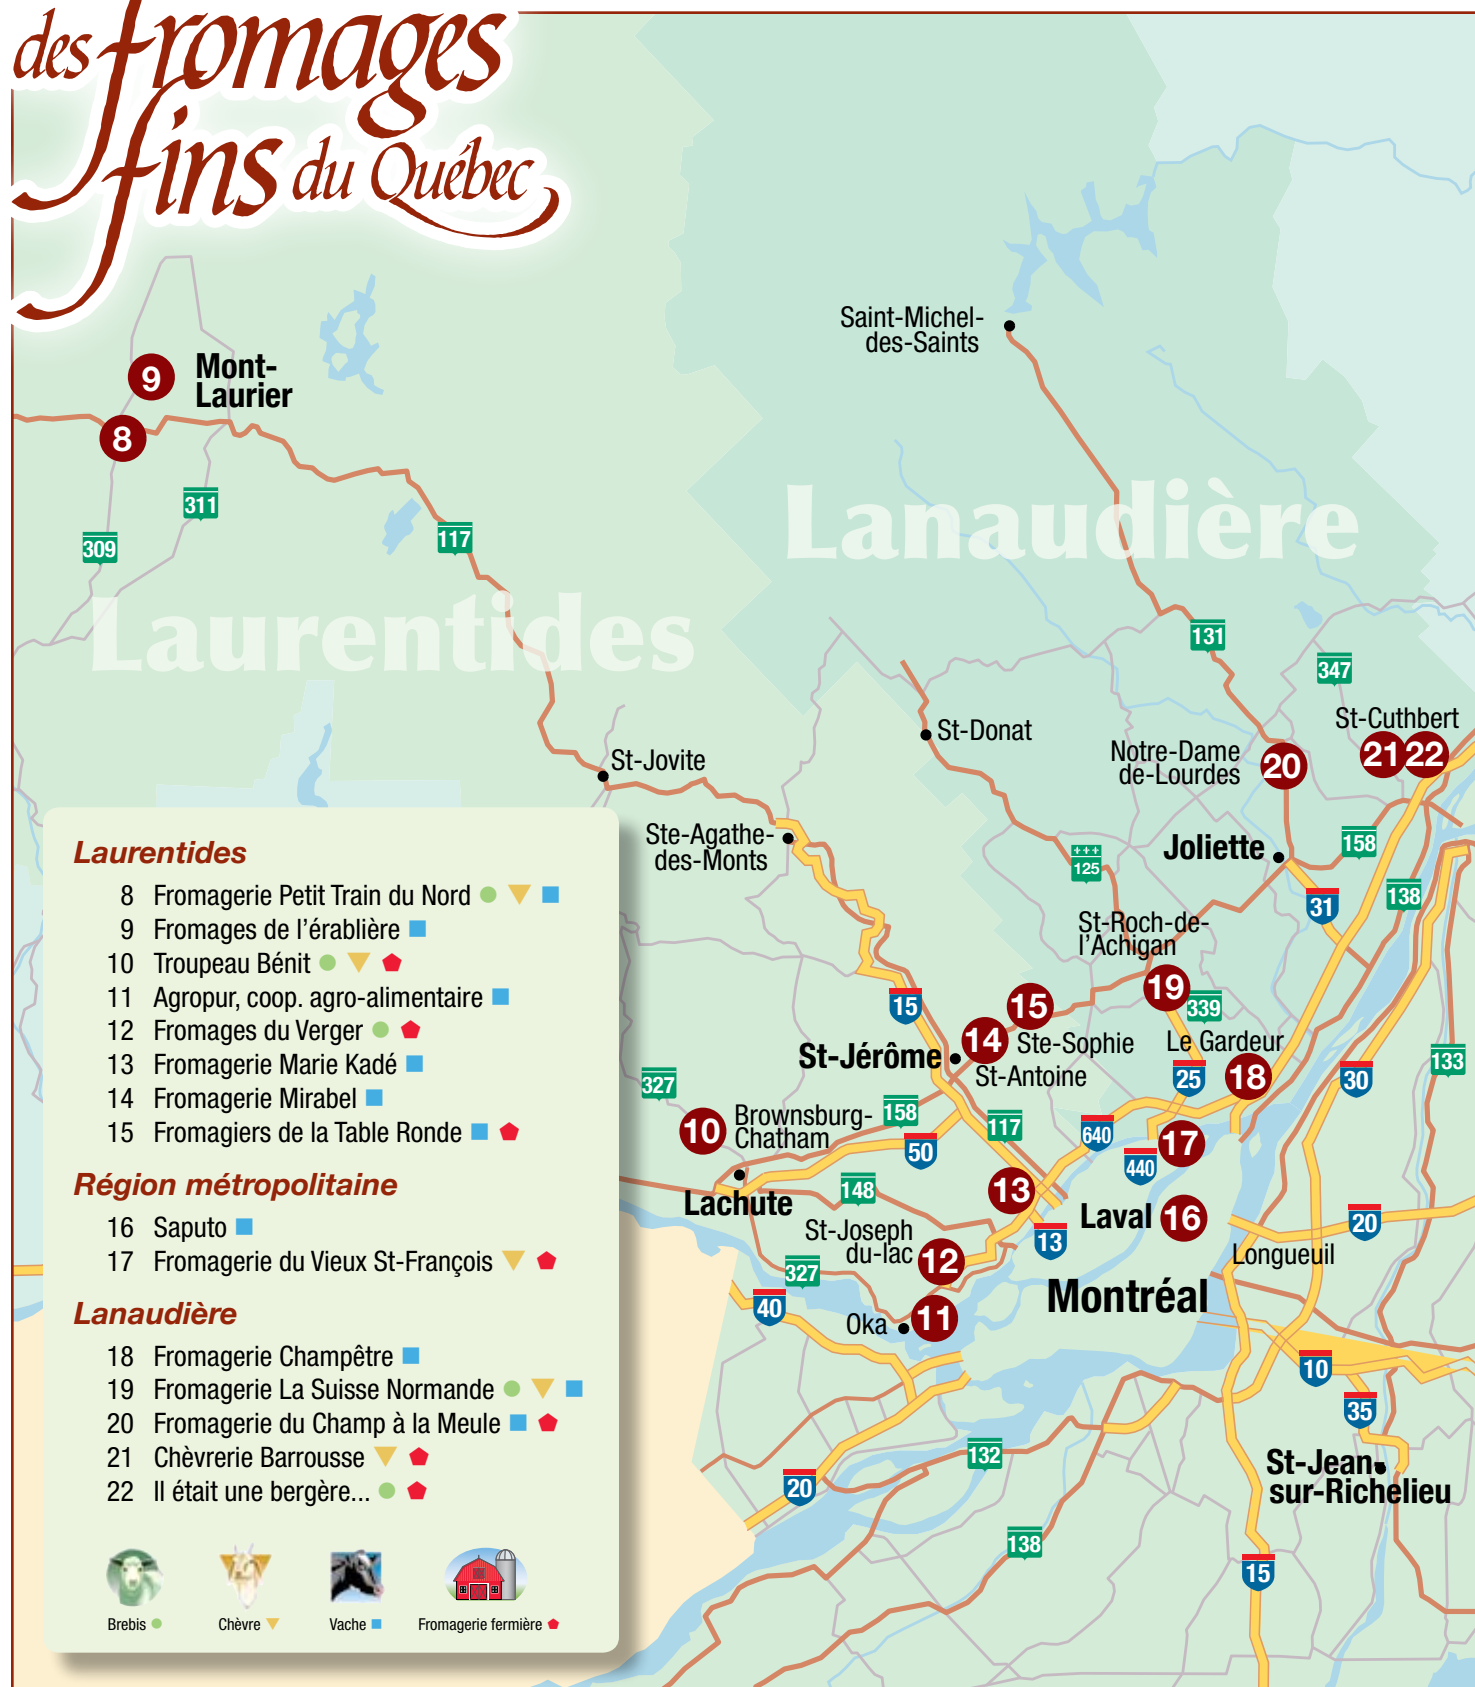 des fromages
fins du Québec
Saint-Michel-
des-Saints
9
Mont-
Laurier
8
311
309
117
Lanaudière
Laurentides
131
347
St-Cuthbert
St-Donat
Notre-Dame
de-Lourdes
20
21
22
St-Jovite
Ste-Agathe-
des-Monts
Joliette
158
125
138
31
St-Roch-de-
l'Achigan
15
15
19
339
14
Ste-Sophie
Le Gardeur
St-Jérôme
St-Antoine
133
327
25
18
30
10
Brownsburg-
Chatham
158
117
640
50
440
17
Lachute
148
13
Laval
16
20
St-Joseph
du-lac
13
Longueuil
12
327
40
Montréal
Oka
11
10
35
132
St-Jean-
sur-Richelieu
20
138
15
Laurentides
8 Fromagerie Petit Train du Nord
9 Fromages de l'érablière
10 Troupeau Bénit
11 Agropur, coop. agro-alimentaire
12 Fromages du Verger
13 Fromagerie Marie Kadé
14 Fromagerie Mirabel
15 Fromagiers de la Table Ronde
Région métropolitaine
16 Saputo
17 Fromagerie du Vieux St-François
Lanaudière
18 Fromagerie Champêtre
19 Fromagerie La Suisse Normande
20 Fromagerie du Champ à la Meule
21 Chèvrerie Barrousse
22 Il était une bergère...
Brebis
Chèvre
Vache
Fromagerie fermière